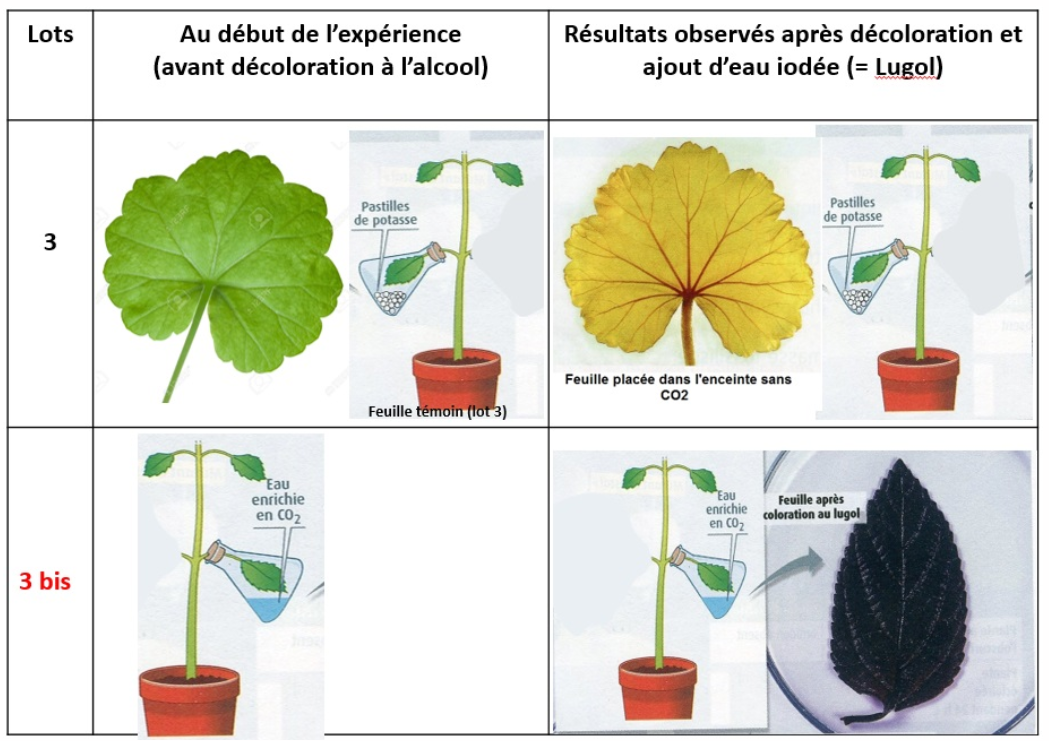 Lots
Au début de l'expérience
(avant décoloration à l'alcool)
Résultats observés après décoloration et
ajout d'eau iodée (= Lugol)
3
Pastilles
de potasse
Feuille témoin (lot 3)
Feuille placée dans l'enceinte sans
CO2
Pastilles
de potasse
3 bis
Eau
enrichie
en CO2
Eau
enrichie
en CO2
Feuille après
coloration au lugol